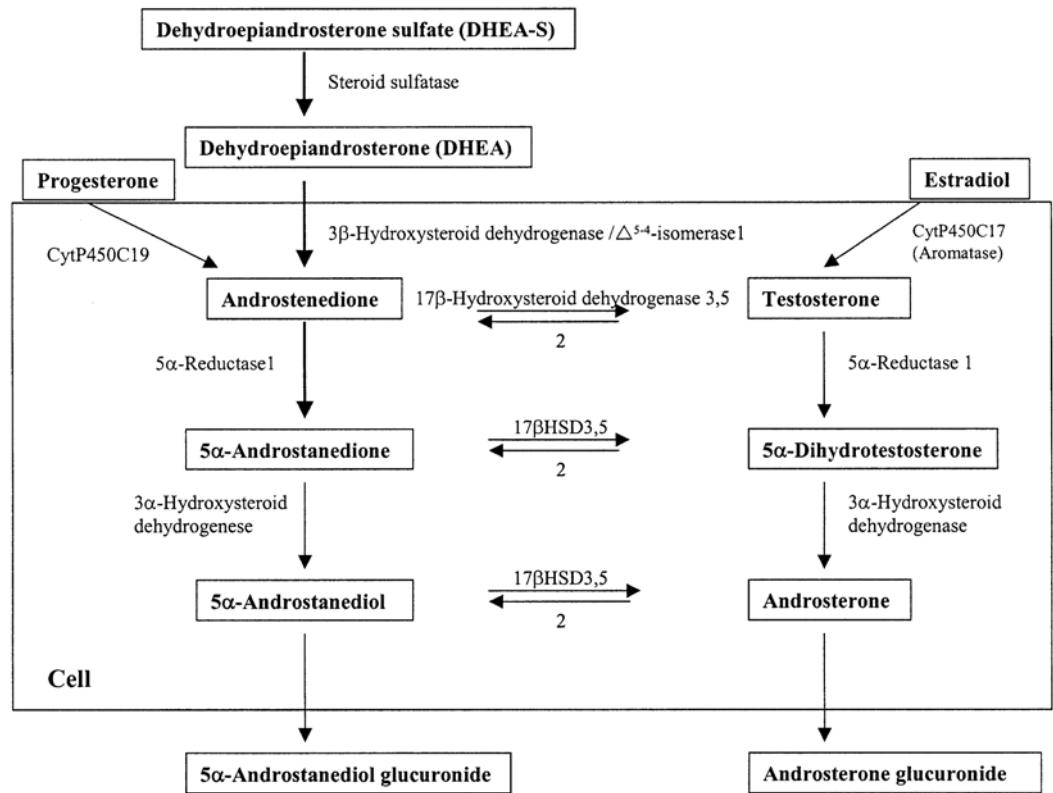 Dehydroepiandrosterone sulfate (DHEA-S)
Steroid sulfatase
Dehydroepiandrosterone (DHEA)
Progesterone
Estradiol
3β-Hydroxysteroid dehydrogenase /△⁵⁻⁴-isomerase1
CytP450C19
CytP450C17
(Aromatase)
Androstenedione
17β-Hydroxysteroid dehydrogenase 3,5
2
Testosterone
5α-Reductase1
5α-Reductase 1
5α-Androstanedione
17βHSD3,5
2
5α-Dihydrotestosterone
3α-Hydroxysteroid
dehydrogenese
3α-Hydroxysteroid
dehydrogenase
5α-Androstanediol
17βHSD3,5
2
Androsterone
Cell
5α-Androstanediol glucuronide
Androsterone glucuronide